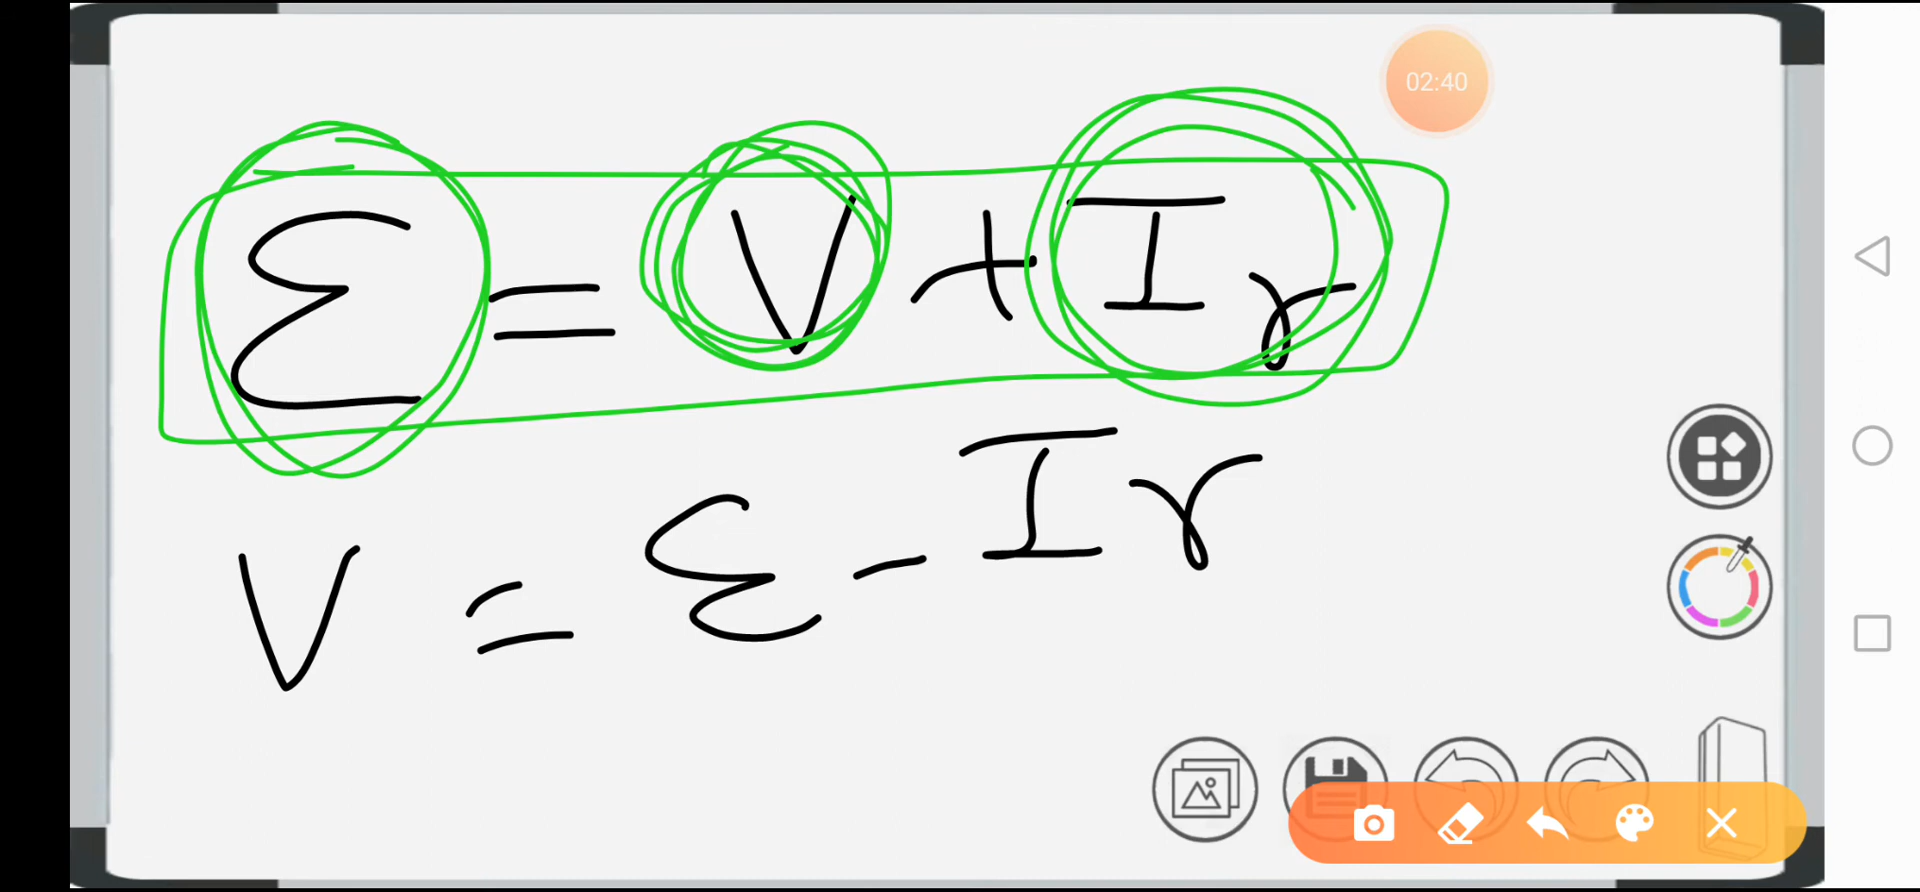 02:40
Ɛ = V + Ir
V = Ɛ - Ir